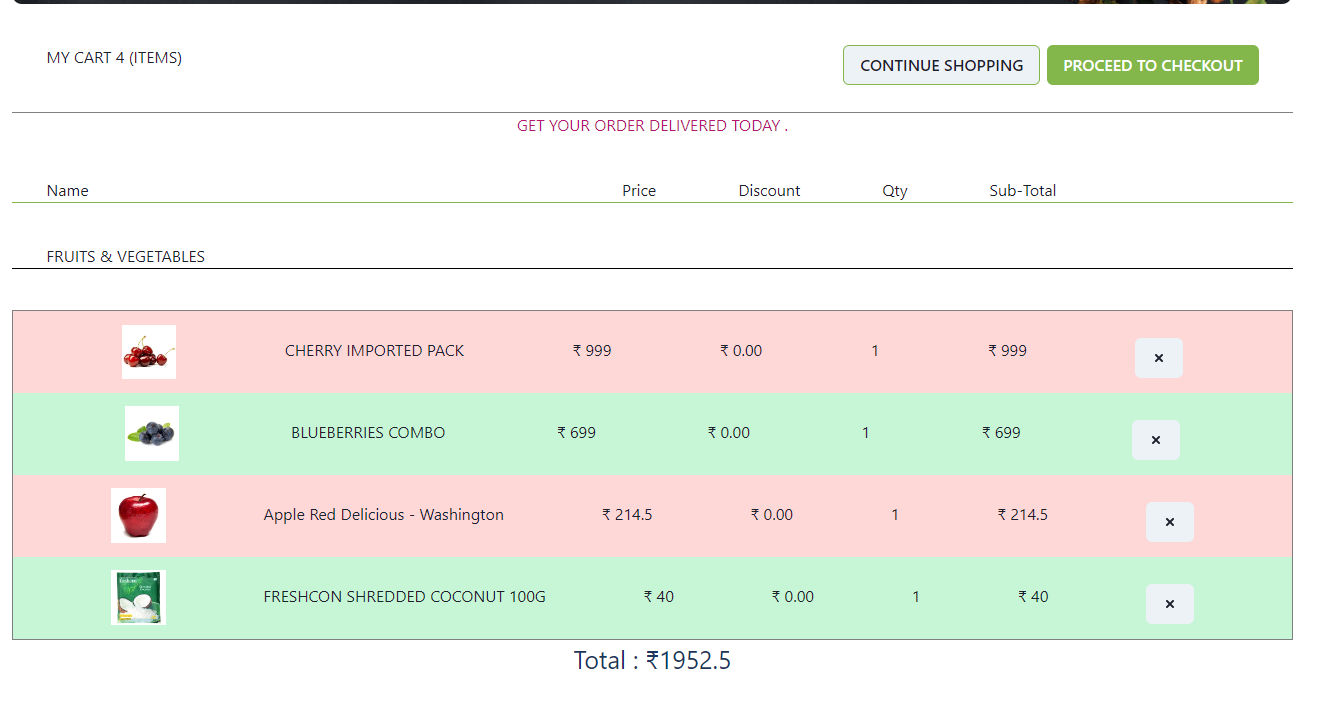 MY CART 4 (ITEMS)
CONTINUE SHOPPING PROCEED TO CHECKOUT
GET YOUR ORDER DELIVERED TODAY .
Name Price Discount Qty Sub-Total
FRUITS & VEGETABLES
CHERRY IMPORTED PACK ₹ 999 ₹ 0.00 1 ₹ 999 ×
BLUEBERRIES COMBO ₹ 699 ₹ 0.00 1 ₹ 699 ×
Apple Red Delicious - Washington ₹ 214.5 ₹ 0.00 1 ₹ 214.5 ×
FRESHCON SHREDDED COCONUT 100G ₹ 40 ₹ 0.00 1 ₹ 40 ×
Total : ₹1952.5